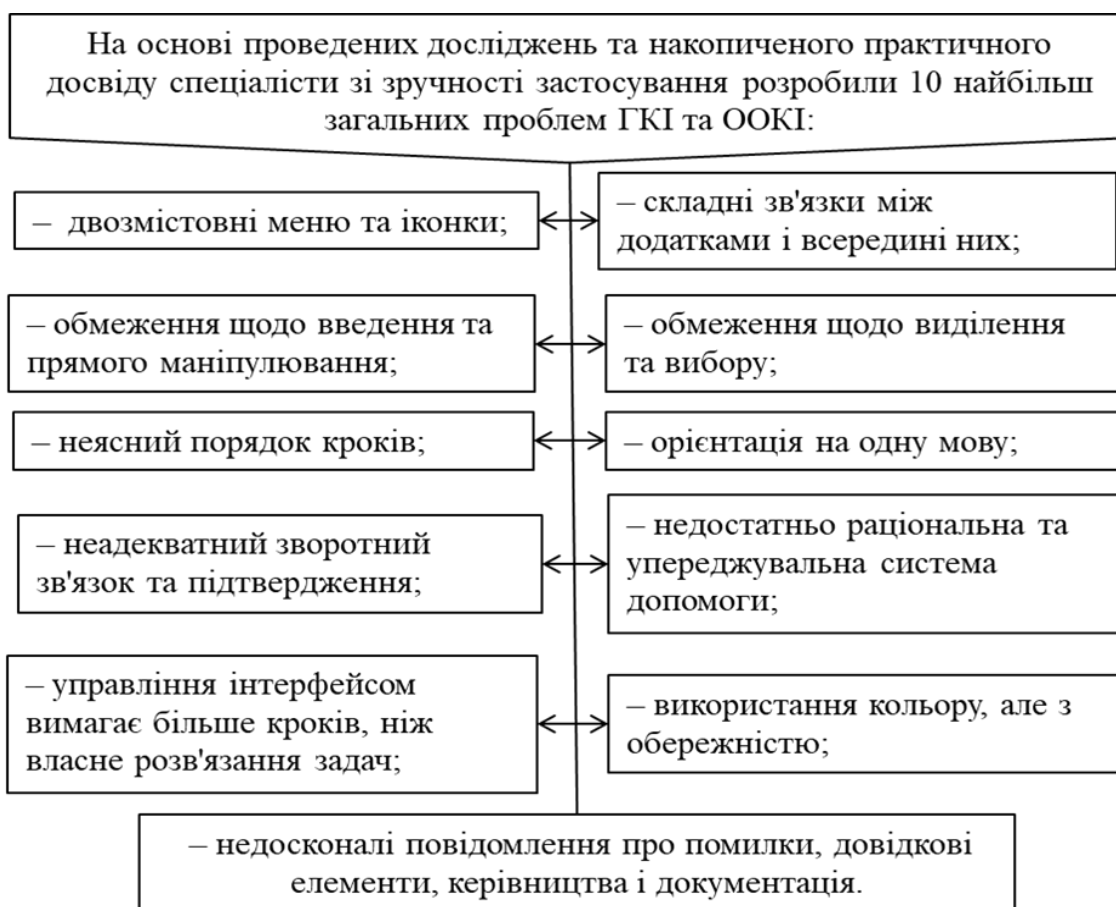 На основі проведених досліджень та накопиченого практичного
досвіду спеціалісти зі зручності застосування розробили 10 найбільш
загальних проблем ГКІ та ООКІ:
– двозмістовні меню та іконки;
– складні зв'язки між
додатками і всередині них;
– обмеження щодо введення та
прямого маніпулювання;
– обмеження щодо виділення
та вибору;
– неясний порядок кроків;
– орієнтація на одну мову;
– неадекватний зворотний
зв'язок та підтвердження;
– недостатньо раціональна та
упереджувальна система
допомоги;
– управління інтерфейсом
вимагає більше кроків, ніж
власне розв'язання задач;
– використання кольору, але з
обережністю;
– недосконалі повідомлення про помилки, довідкові
елементи, керівництва і документація.